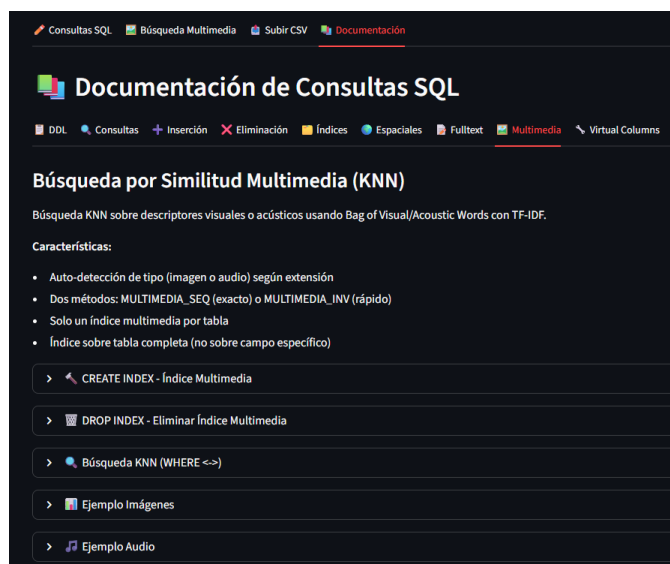 Consultas SQL Búsqueda Multimedia Subir CSV Documentación
Documentación de Consultas SQL
DDL Consultas Inserción Eliminación Índices Espaciales Fulltext Multimedia Virtual Columns
Búsqueda por Similitud Multimedia (KNN)
Búsqueda KNN sobre descriptores visuales o acústicos usando Bag of Visual/Acoustic Words con TF-IDF.
Características:
• Auto-detección de tipo (imagen o audio) según extensión
• Dos métodos: MULTIMEDIA_SEQ (exacto) o MULTIMEDIA_INV (rápido)
• Solo un índice multimedia por tabla
• Índice sobre tabla completa (no sobre campo específico)
CREATE INDEX - Índice Multimedia
DROP INDEX - Eliminar Índice Multimedia
Búsqueda KNN (WHERE <->)
Ejemplo Imágenes
Ejemplo Audio